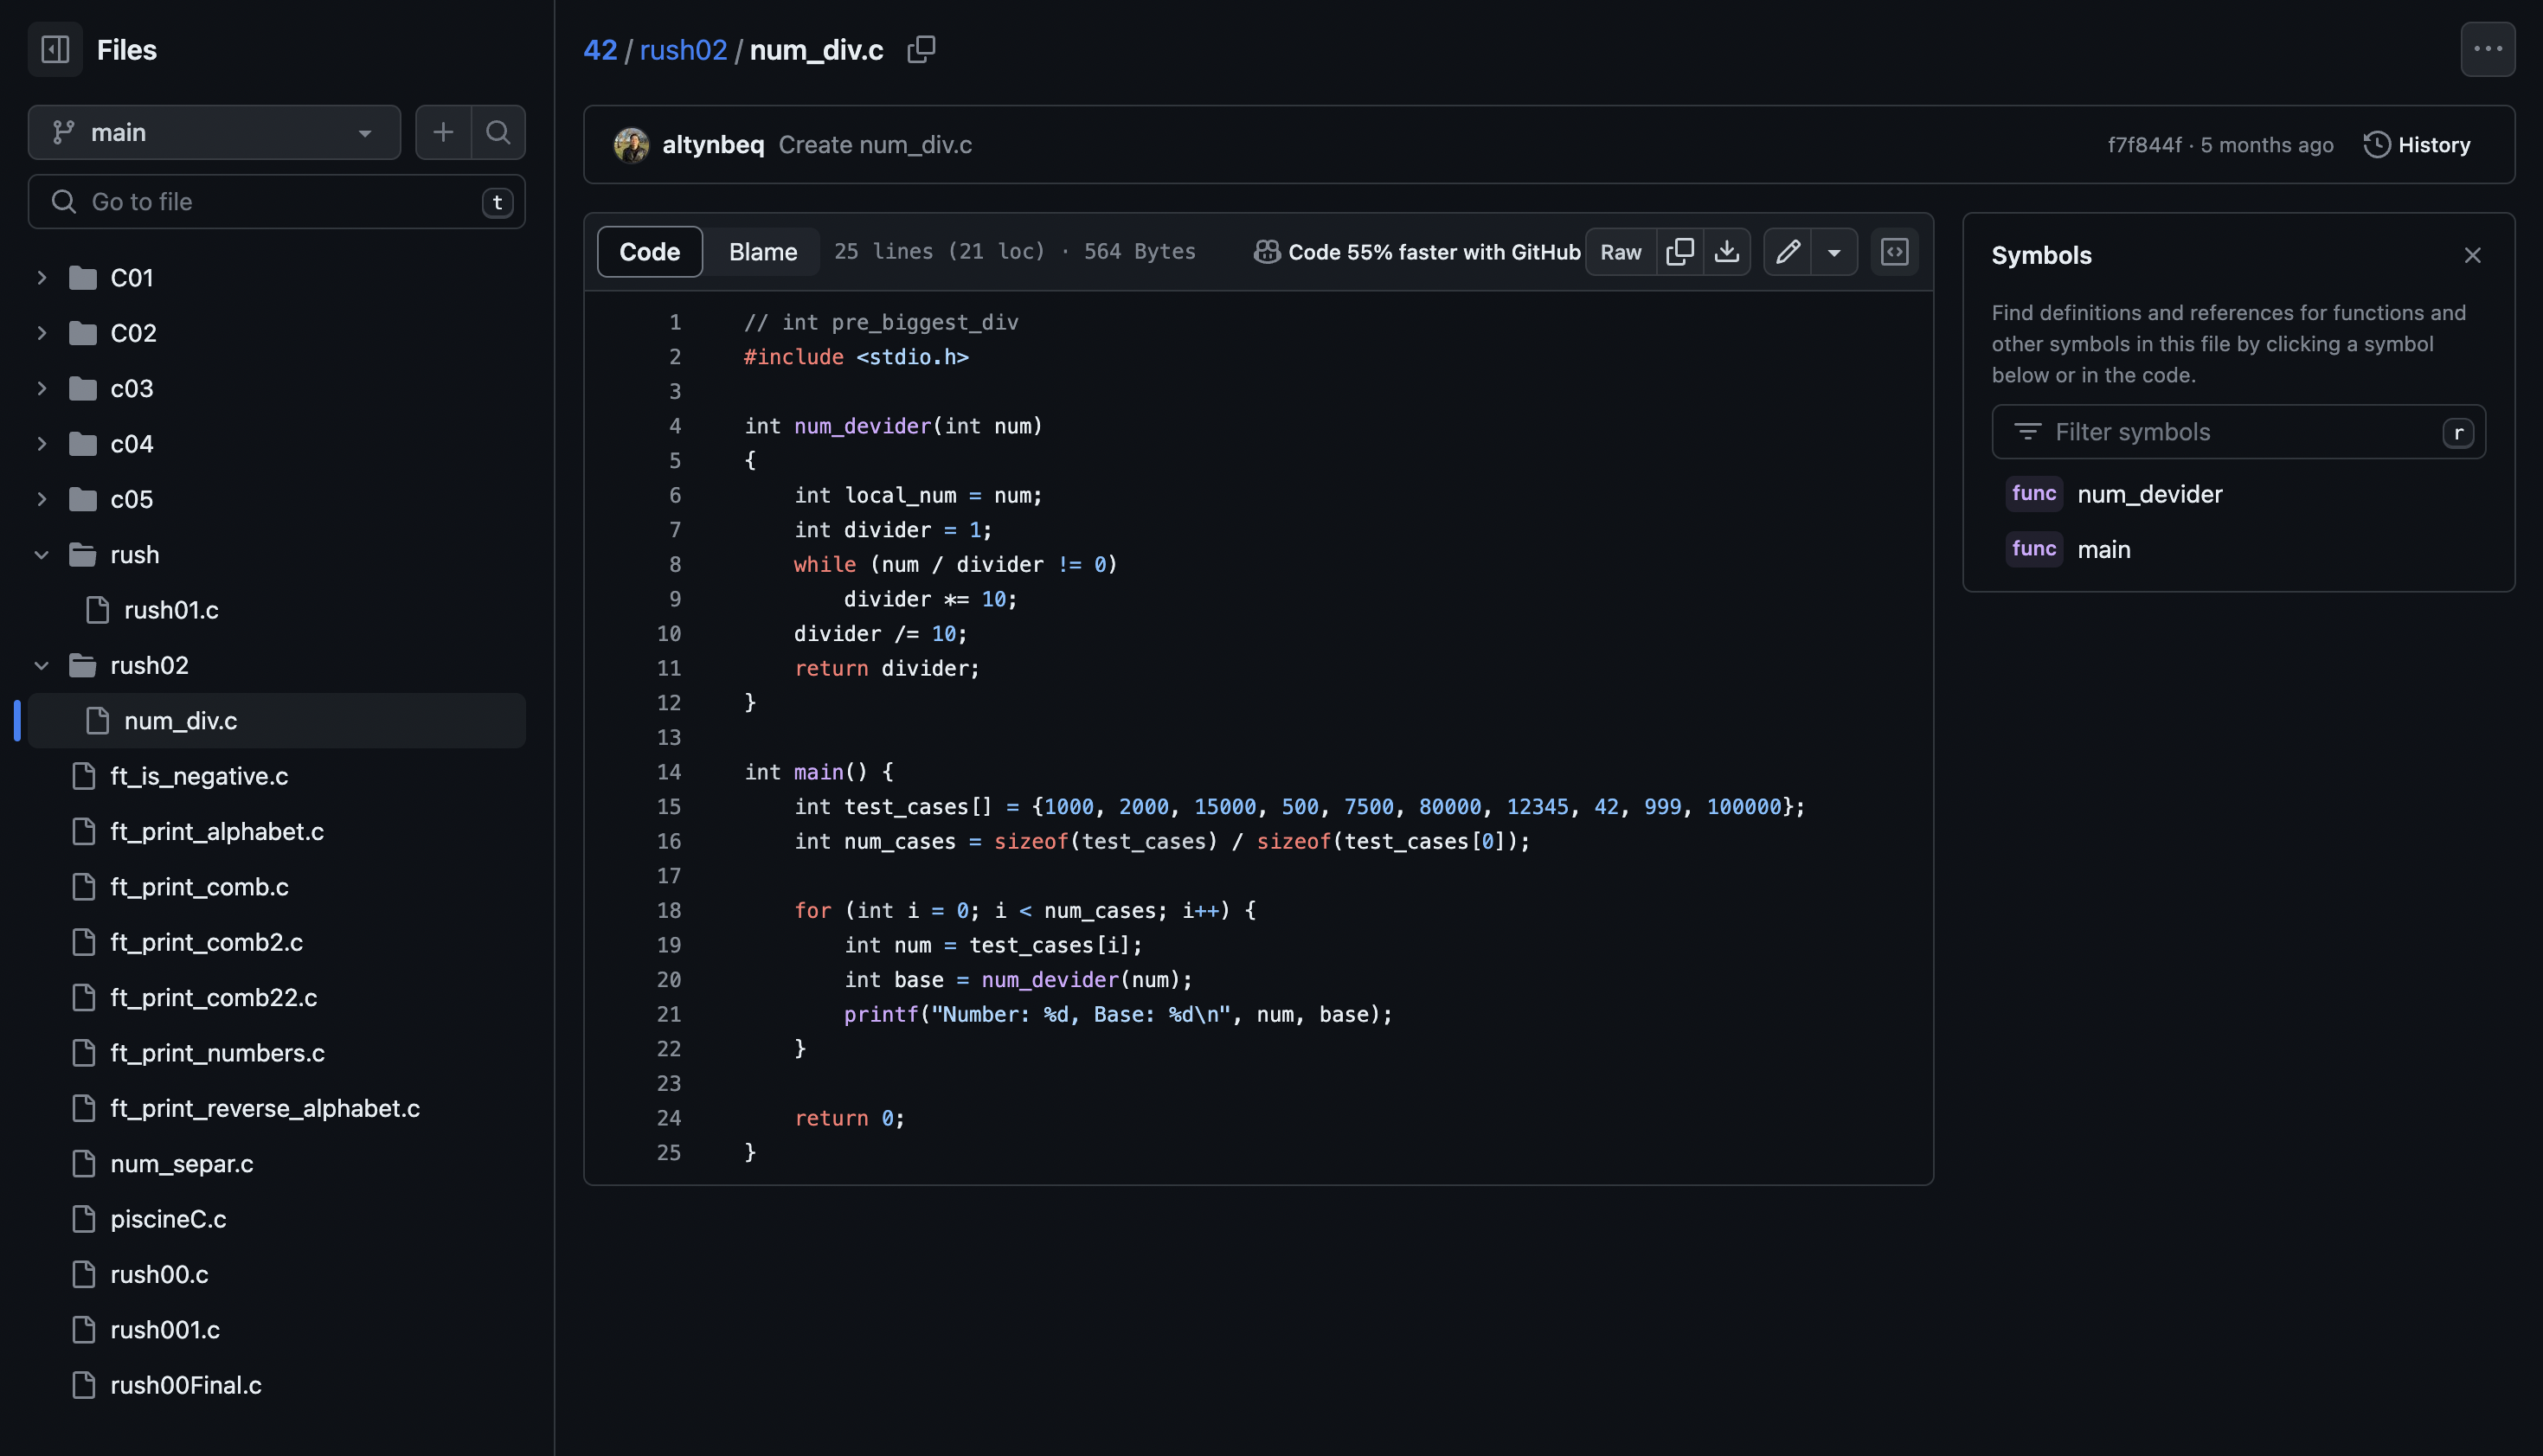 Files
main
Go to file
t
C01
C02
c03
c04
c05
rush
rush01.c
rush02
num_div.c
ft_is_negative.c
ft_print_alphabet.c
ft_print_comb.c
ft_print_comb2.c
ft_print_comb22.c
ft_print_numbers.c
ft_print_reverse_alphabet.c
num_separ.c
piscineC.c
rush00.c
rush001.c
rush00Final.c
42 / rush02 / num_div.c
altynbeq Create num_div.c
f7f844f · 5 months ago History
Code Blame 25 lines (21 loc) · 564 Bytes Code 55% faster with GitHub Raw
1 // int pre_biggest_div
2 #include <stdio.h>
3
4 int num_devider(int num)
5 {
6     int local_num = num;
7     int divider = 1;
8     while (num / divider != 0)
9         divider *= 10;
10     divider /= 10;
11     return divider;
12 }
13
14 int main() {
15     int test_cases[] = {1000, 2000, 15000, 500, 7500, 80000, 12345, 42, 999, 100000};
16     int num_cases = sizeof(test_cases) / sizeof(test_cases[0]);
17
18     for (int i = 0; i < num_cases; i++) {
19         int num = test_cases[i];
20         int base = num_devider(num);
21         printf("Number: %d, Base: %d\n", num, base);
22     }
23
24     return 0;
25 }
Symbols
Find definitions and references for functions and
other symbols in this file by clicking a symbol
below or in the code.
Filter symbols
r
func num_devider
func main